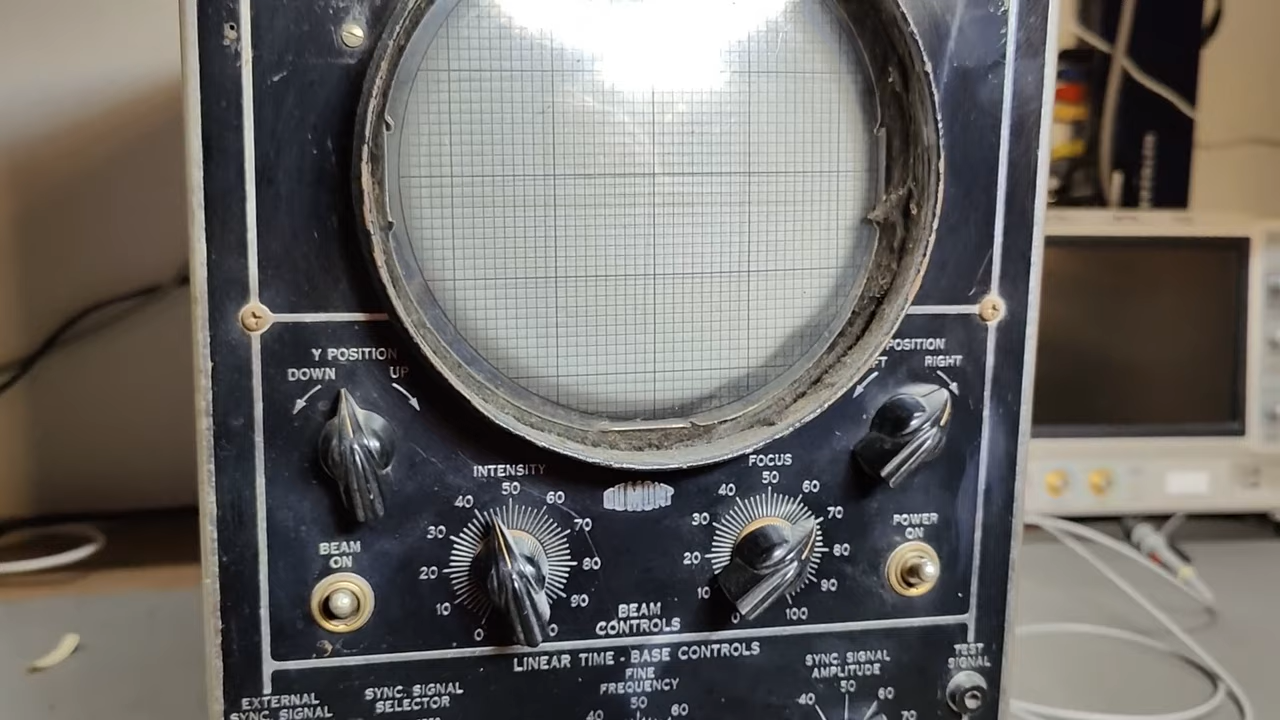 Y POSITION
DOWN UP
POSITION
FT RIGHT
INTENSITY
0 10 20 30 40 50 60 70 80 90 0
DUMONT
FOCUS
0 10 20 30 40 50 60 70 80 90 100
BEAM
ON
POWER
ON
BEAM
CONTROLS
LINEAR TIME-BASE CONTROLS
EXTERNAL
SYNC. SIGNAL
SYNC. SIGNAL
SELECTOR
FINE
FREQUENCY
40 50 60
SYNC. SIGNAL
AMPLITUDE
40 50 60 70
TEST
SIGNAL